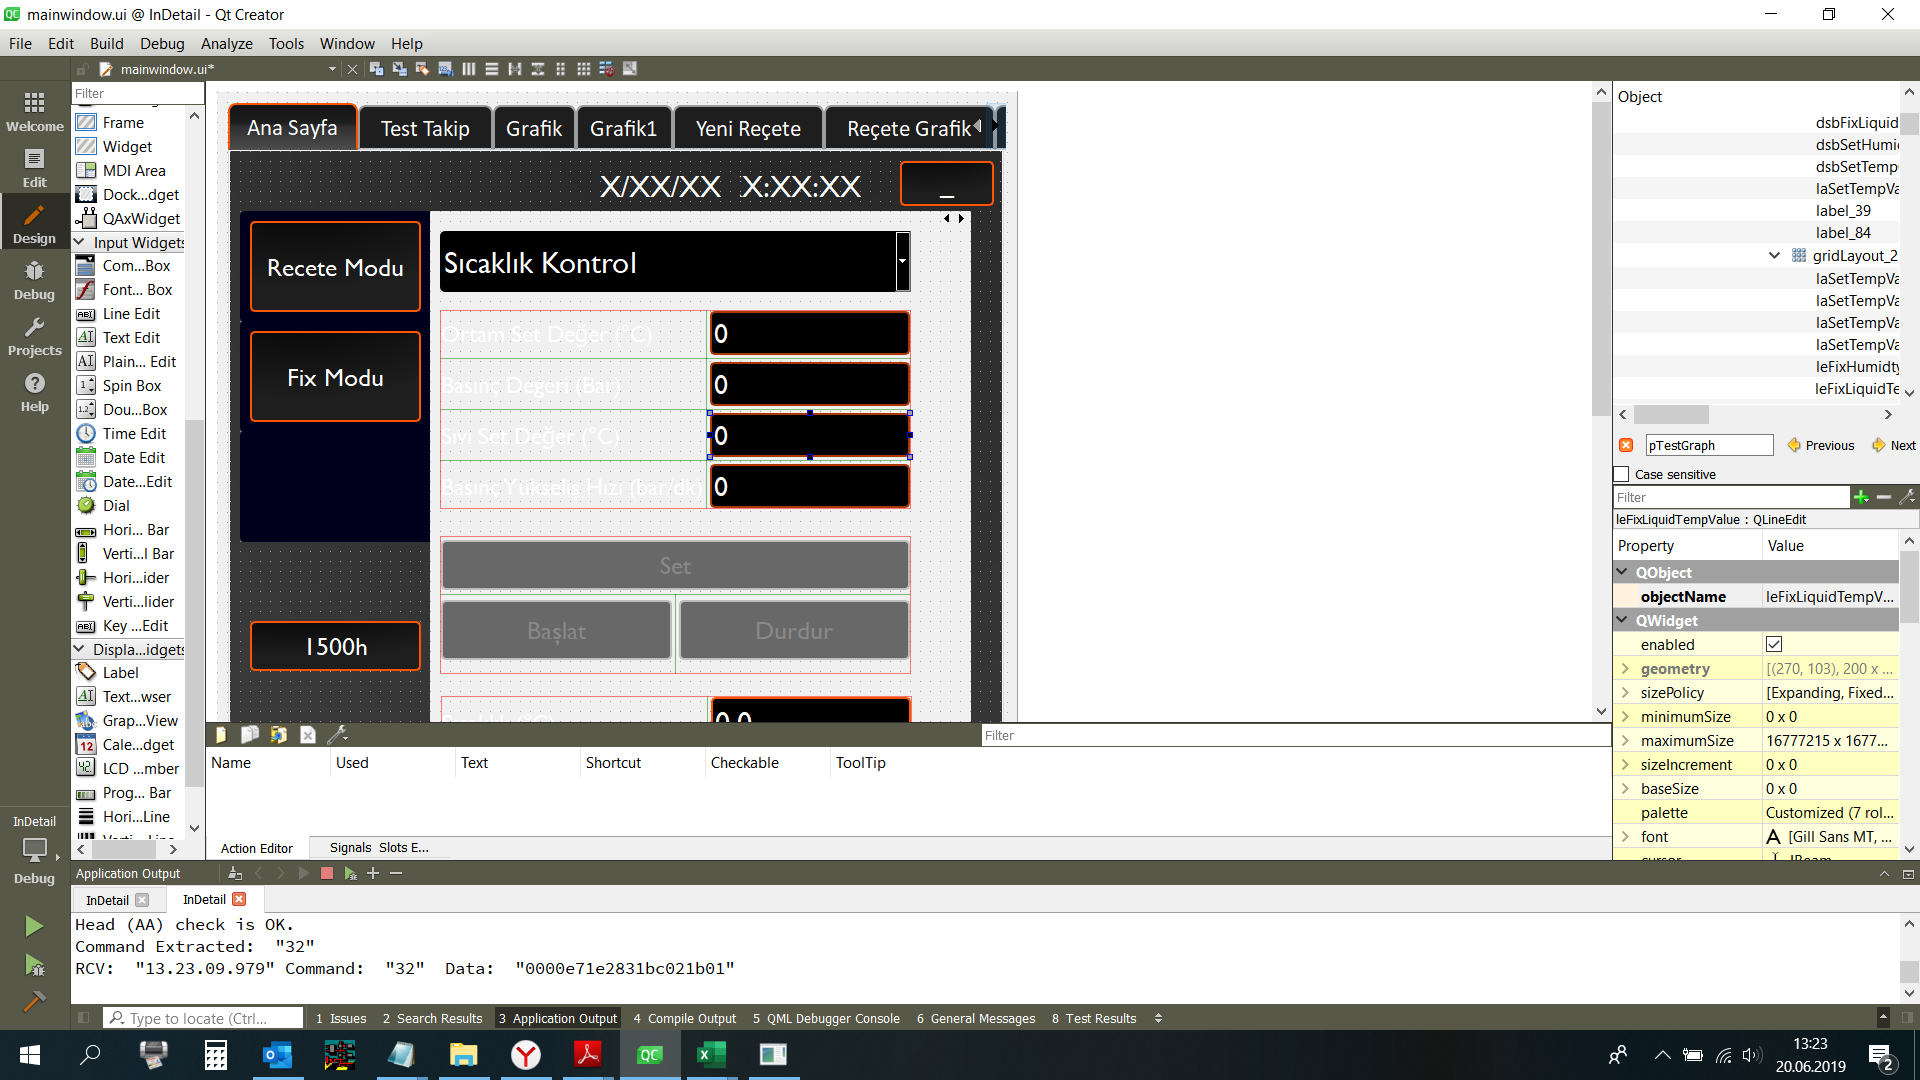 mainwindow.ui @ InDetail - Qt Creator
File Edit Build Debug Analyze Tools Window Help
mainwindow.ui*
Welcome
Edit
Design
Debug
Projects
Help
InDetail
Debug
Filter
Frame
Widget
MDI Area
Dock...dget
QAxWidget
Input Widgets
Com...Box
Font... Box
Line Edit
Text Edit
Plain... Edit
Spin Box
Dou...Box
Time Edit
Date Edit
Date...Edit
Dial
Hori... Bar
Verti...l Bar
Hori...ider
Verti...lider
Key ...Edit
Displa...idgets
Label
Text...wser
Grap...View
Cale...dget
LCD ...mber
Prog... Bar
Hori...Line
Ana Sayfa Test Takip Grafik Grafik1 Yeni Reçete Reçete Grafik
X/XX/XX X:XX:XX _
Recete Modu
Fix Modu
1500h
Sıcaklık Kontrol
Ortam Set Değer (°C) 0
Basınç Degeri (Bar) 0
Sıvı Set Değer (°C) 0
Basınç Yükselis Hızı (bar/dk) 0
Set
Başlat Durdur
0.0
Filter
Name Used Text Shortcut Checkable ToolTip
Action Editor Signals Slots E...
Object
dsbFixLiquid
dsbSetHumi
dsbSetTemp
laSetTempVa
label_39
label_84
gridLayout_2
laSetTempVa
laSetTempVa
laSetTempVa
laSetTempVa
leFixHumidty
leFixLiquidTe
pTestGraph Previous Next
Case sensitive
Filter
leFixLiquidTempValue : QLineEdit
Property Value
QObject
objectName leFixLiquidTempV...
QWidget
enabled
geometry [(270, 103), 200 x ...
sizePolicy [Expanding, Fixed...
minimumSize 0 x 0
maximumSize 16777215 x 1677...
sizeIncrement 0 x 0
baseSize 0 x 0
palette Customized (7 rol...
font A [Gill Sans MT, ...
cursor IBeam
Application Output
InDetail InDetail
Head (AA) check is OK.
Command Extracted: "32"
RCV: "13.23.09.979" Command: "32" Data: "0000e71e2831bc021b01"
Type to locate (Ctrl... 1 Issues 2 Search Results 3 Application Output 4 Compile Output 5 QML Debugger Console 6 General Messages 8 Test Results
13:23
20.06.2019
2